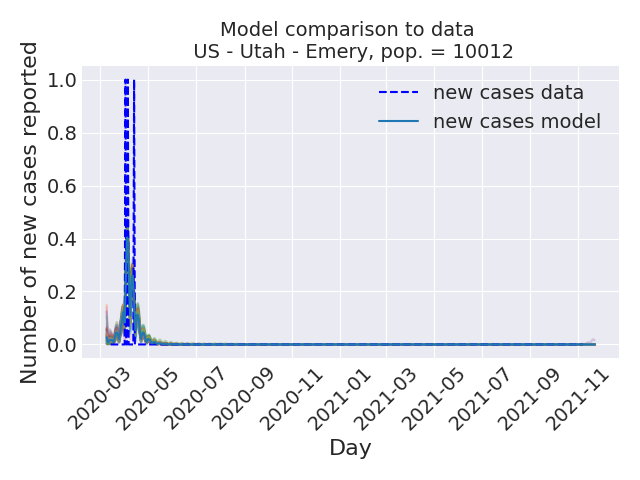 Model comparison to data
US - Utah - Emery, pop. = 10012
Number of new cases reported
1.0
0.8
0.6
0.4
0.2
0.0
new cases data
new cases model
2020-03
2020-05
2020-07
2020-09
2020-11
2021-01
2021-03
2021-05
2021-07
2021-09
2021-11
Day